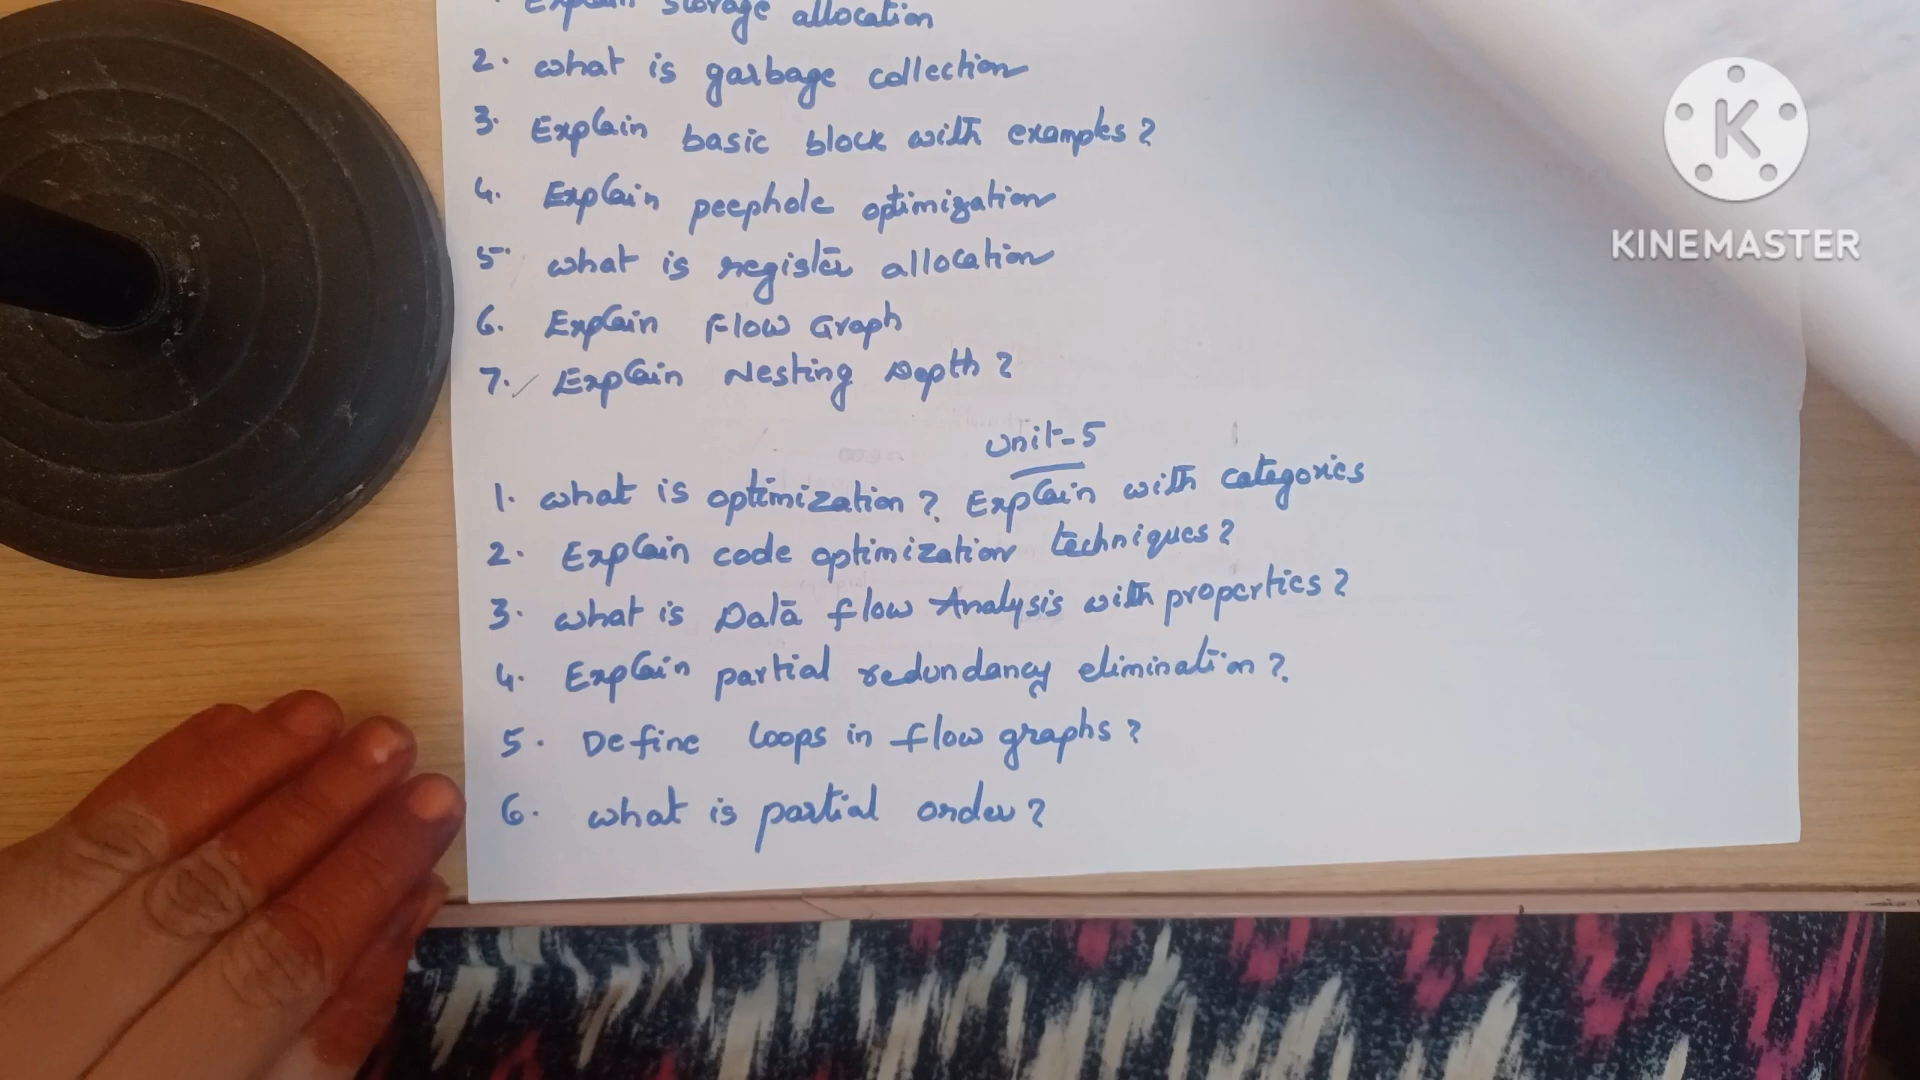 Explain storage allocation
2. what is garbage collection
3. Explain basic block with examples?
4. Explain peephole optimization
5. what is register allocation
6. Explain Flow Graph
7. Explain Nesting Depth?
unit-5
1. what is optimization? Explain with categories
2. Explain code optimization techniques?
3. what is Data flow Analysis with properties?
4. Explain partial redundancy elimination?
5. Define Loops in flow graphs?
6. what is partial order?
K
KINEMASTER